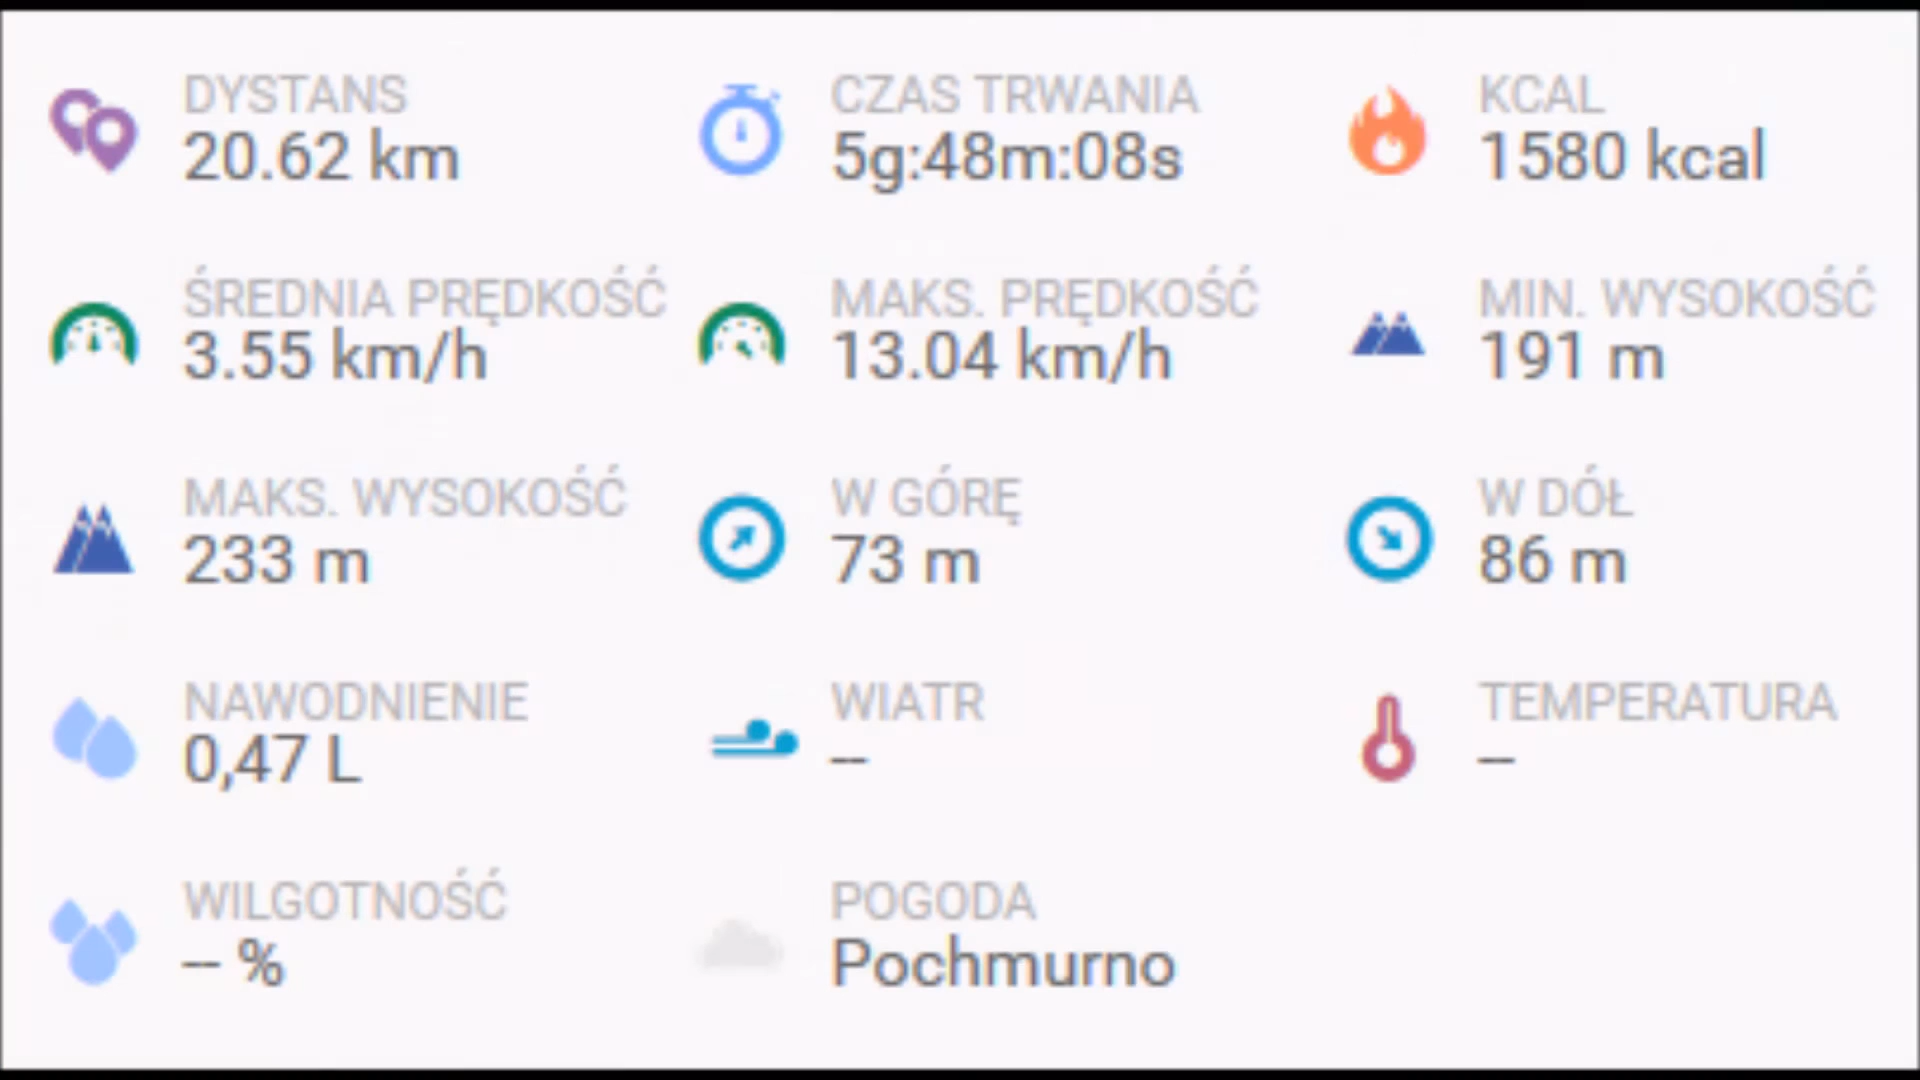 DYSTANS
20.62 km
CZAS TRWANIA
5g:48m:08s
KCAL
1580 kcal
ŚREDNIA PRĘDKOŚĆ
3.55 km/h
MAKS. PRĘDKOŚĆ
13.04 km/h
MIN. WYSOKOŚĆ
191 m
MAKS. WYSOKOŚĆ
233 m
W GÓRĘ
73 m
W DÓŁ
86 m
NAWODNIENIE
0,47 L
WIATR
--
TEMPERATURA
--
WILGOTNOŚĆ
-- %
POGODA
Pochmurno